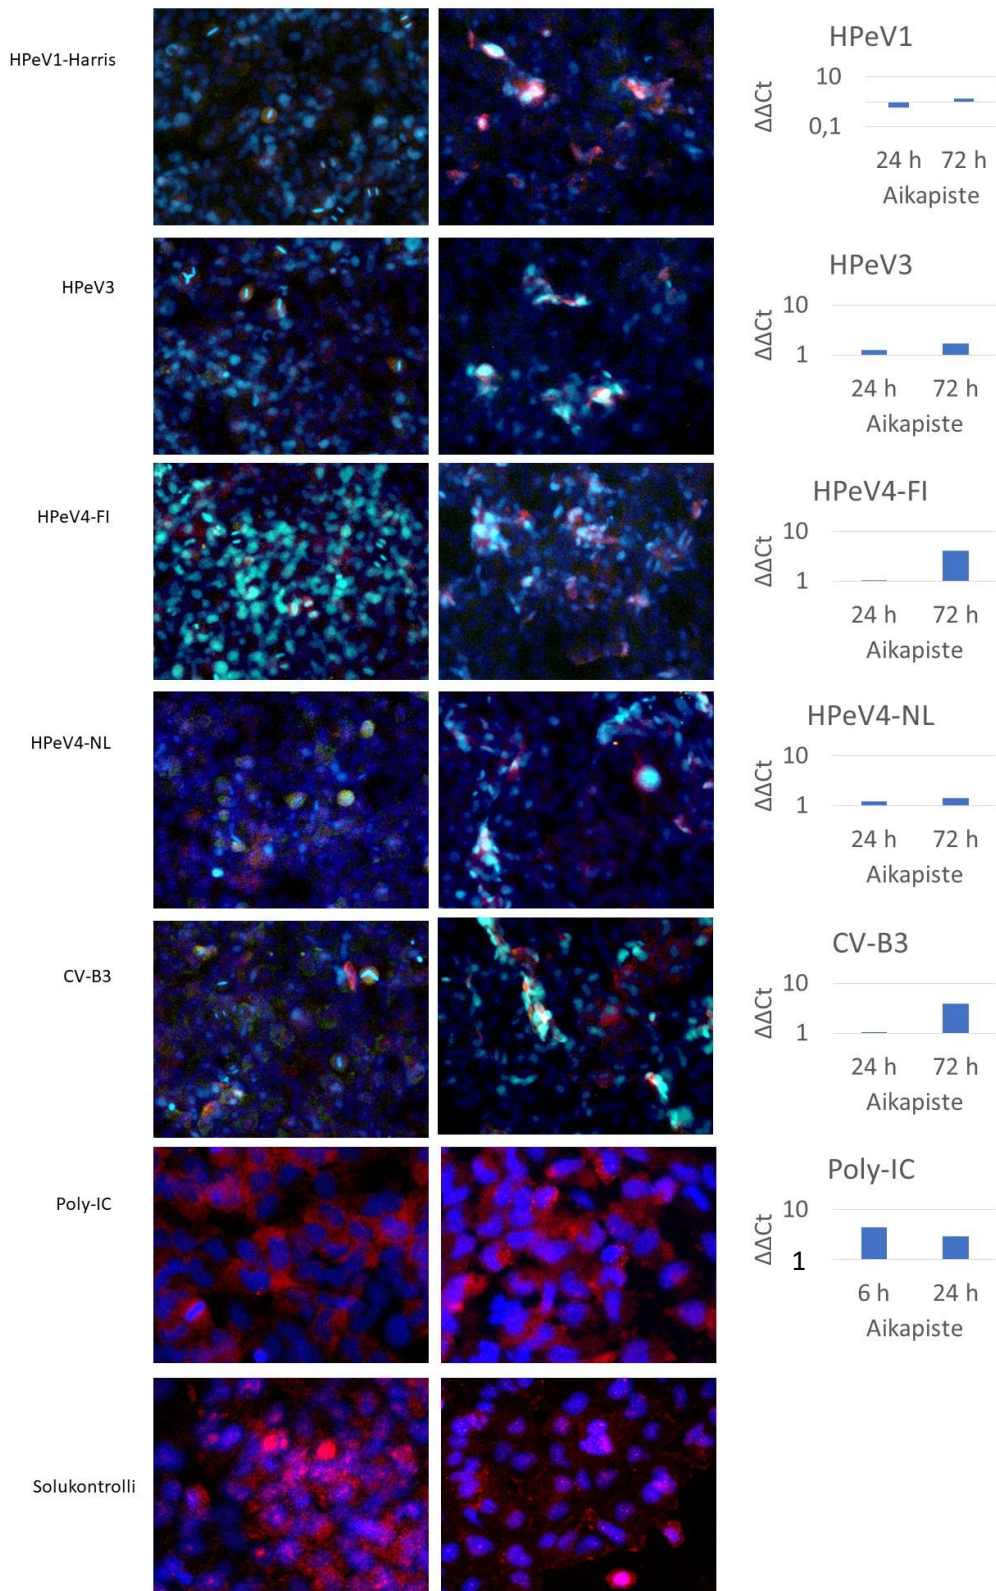 HPeV1-Harris
HPeV1
ΔΔCt
10
0,1
24 h 72 h
Aikapiste
HPeV3
HPeV3
ΔΔCt
10
1
24 h 72 h
Aikapiste
HPeV4-FI
HPeV4-FI
ΔΔCt
10
1
24 h 72 h
Aikapiste
HPeV4-NL
HPeV4-NL
ΔΔCt
10
1
24 h 72 h
Aikapiste
CV-B3
CV-B3
ΔΔCt
10
1
24 h 72 h
Aikapiste
Poly-IC
Poly-IC
ΔΔCt
10
1
6 h 24 h
Aikapiste
Solukontrolli